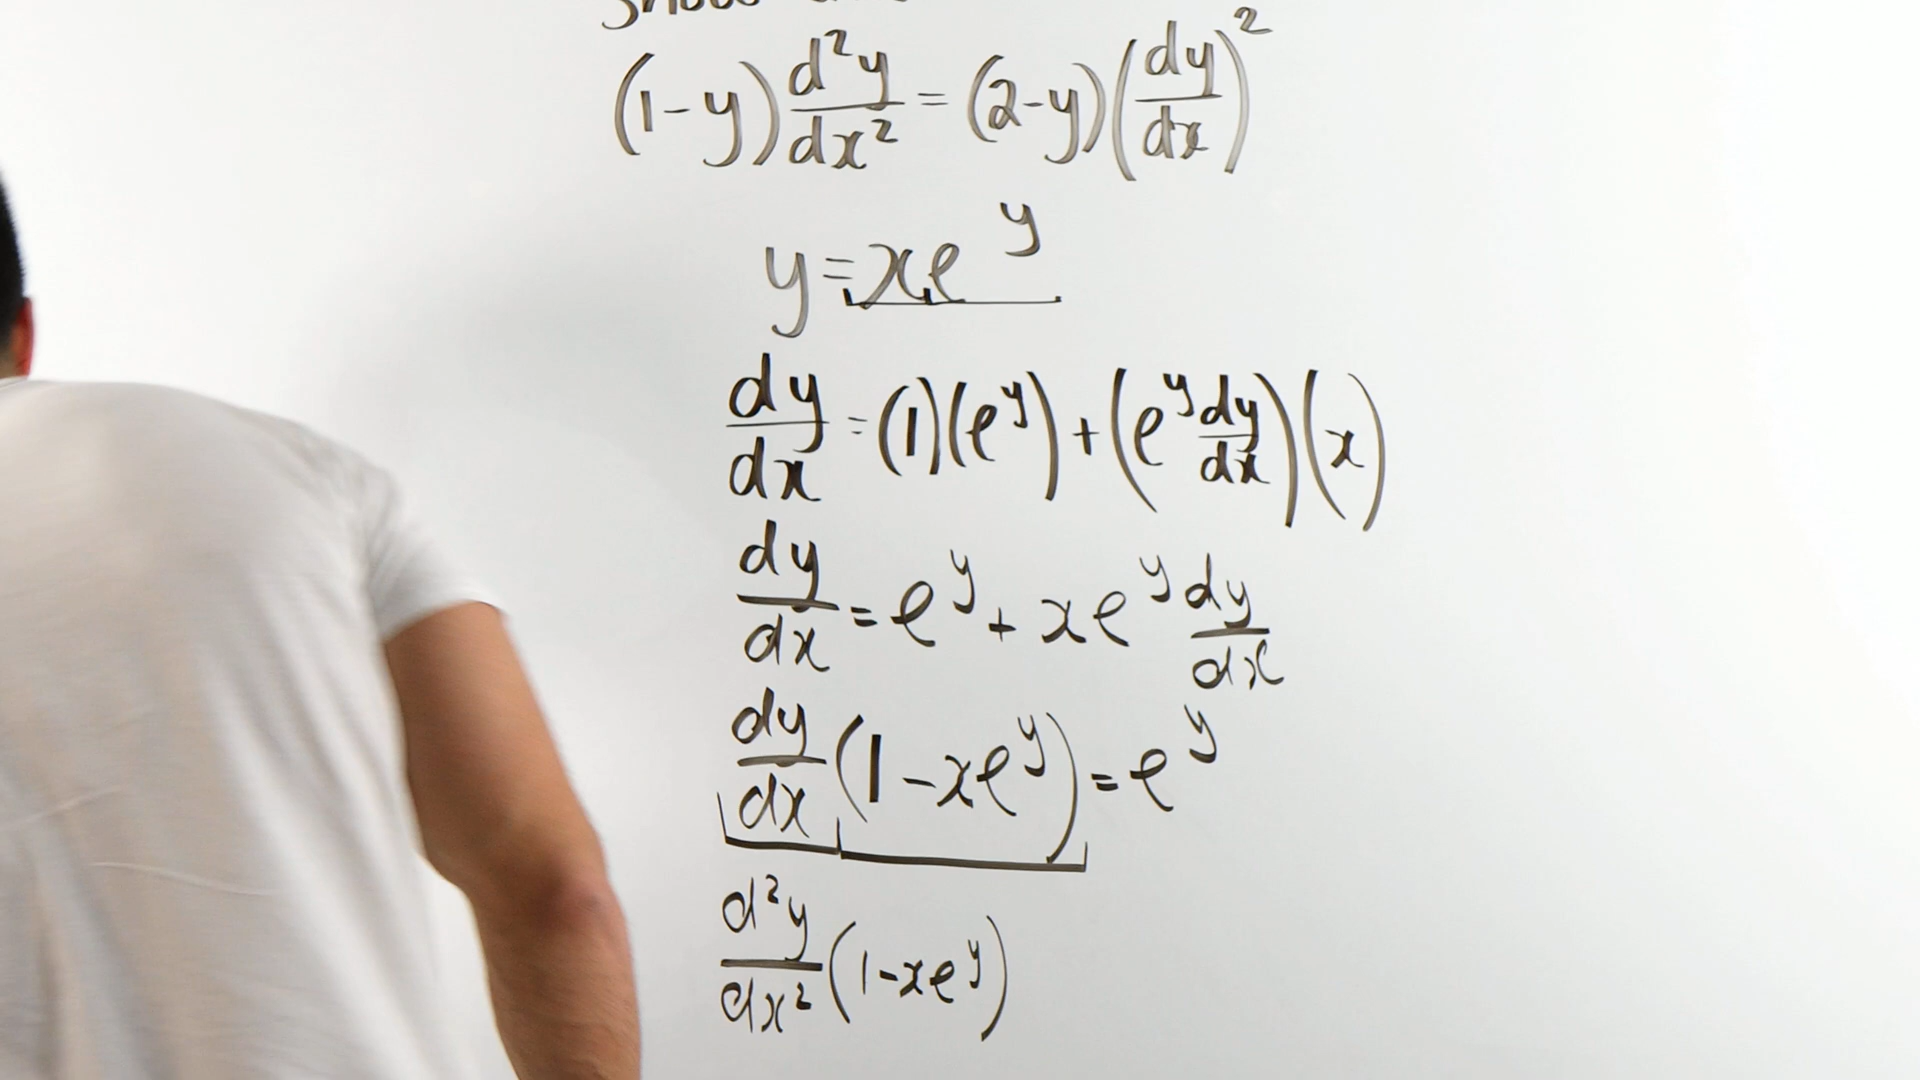 (1-y) d²y/dx² = (2-y)(dy/dx)²
y = xe^y
dy/dx = (1)(e^y) + (e^y dy/dx)(x)
dy/dx = e^y + xe^y dy/dx
dy/dx (1-xe^y) = e^y
d²y/dx² (1-xe^y)